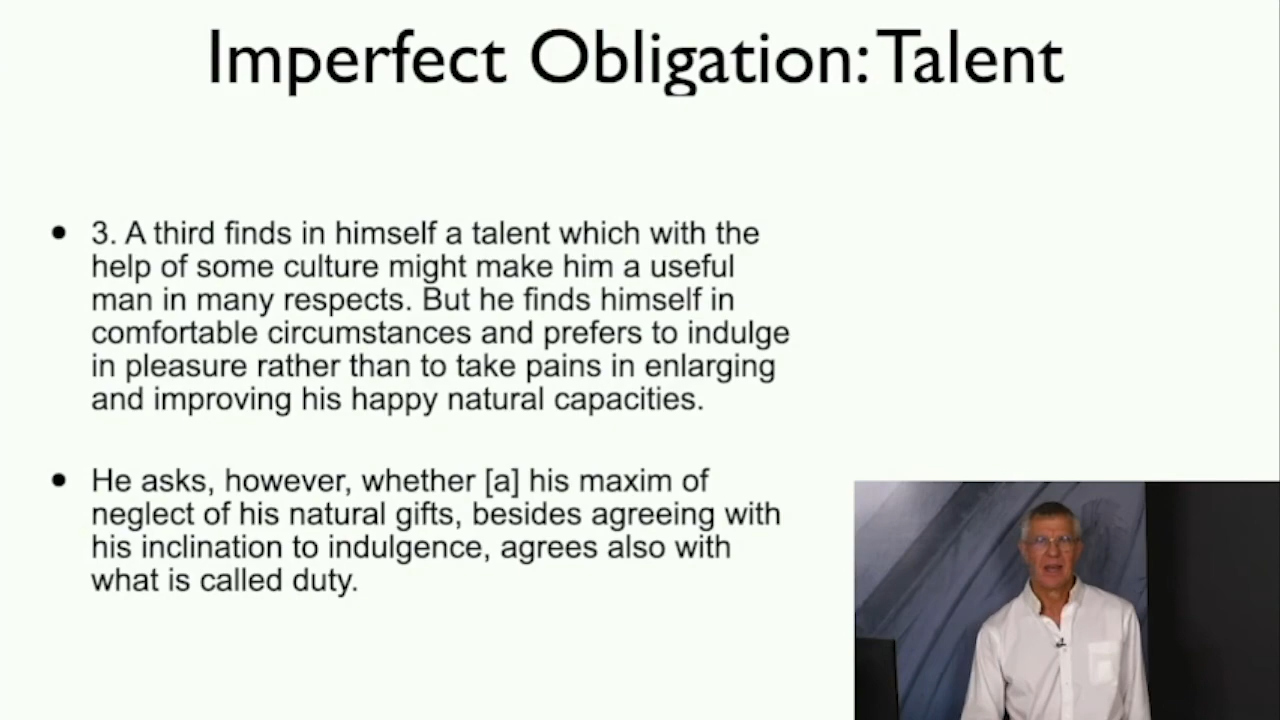 Imperfect Obligation: Talent
• 3. A third finds in himself a talent which with the
help of some culture might make him a useful
man in many respects. But he finds himself in
comfortable circumstances and prefers to indulge
in pleasure rather than to take pains in enlarging
and improving his happy natural capacities.
• He asks, however, whether [a] his maxim of
neglect of his natural gifts, besides agreeing with
his inclination to indulgence, agrees also with
what is called duty.